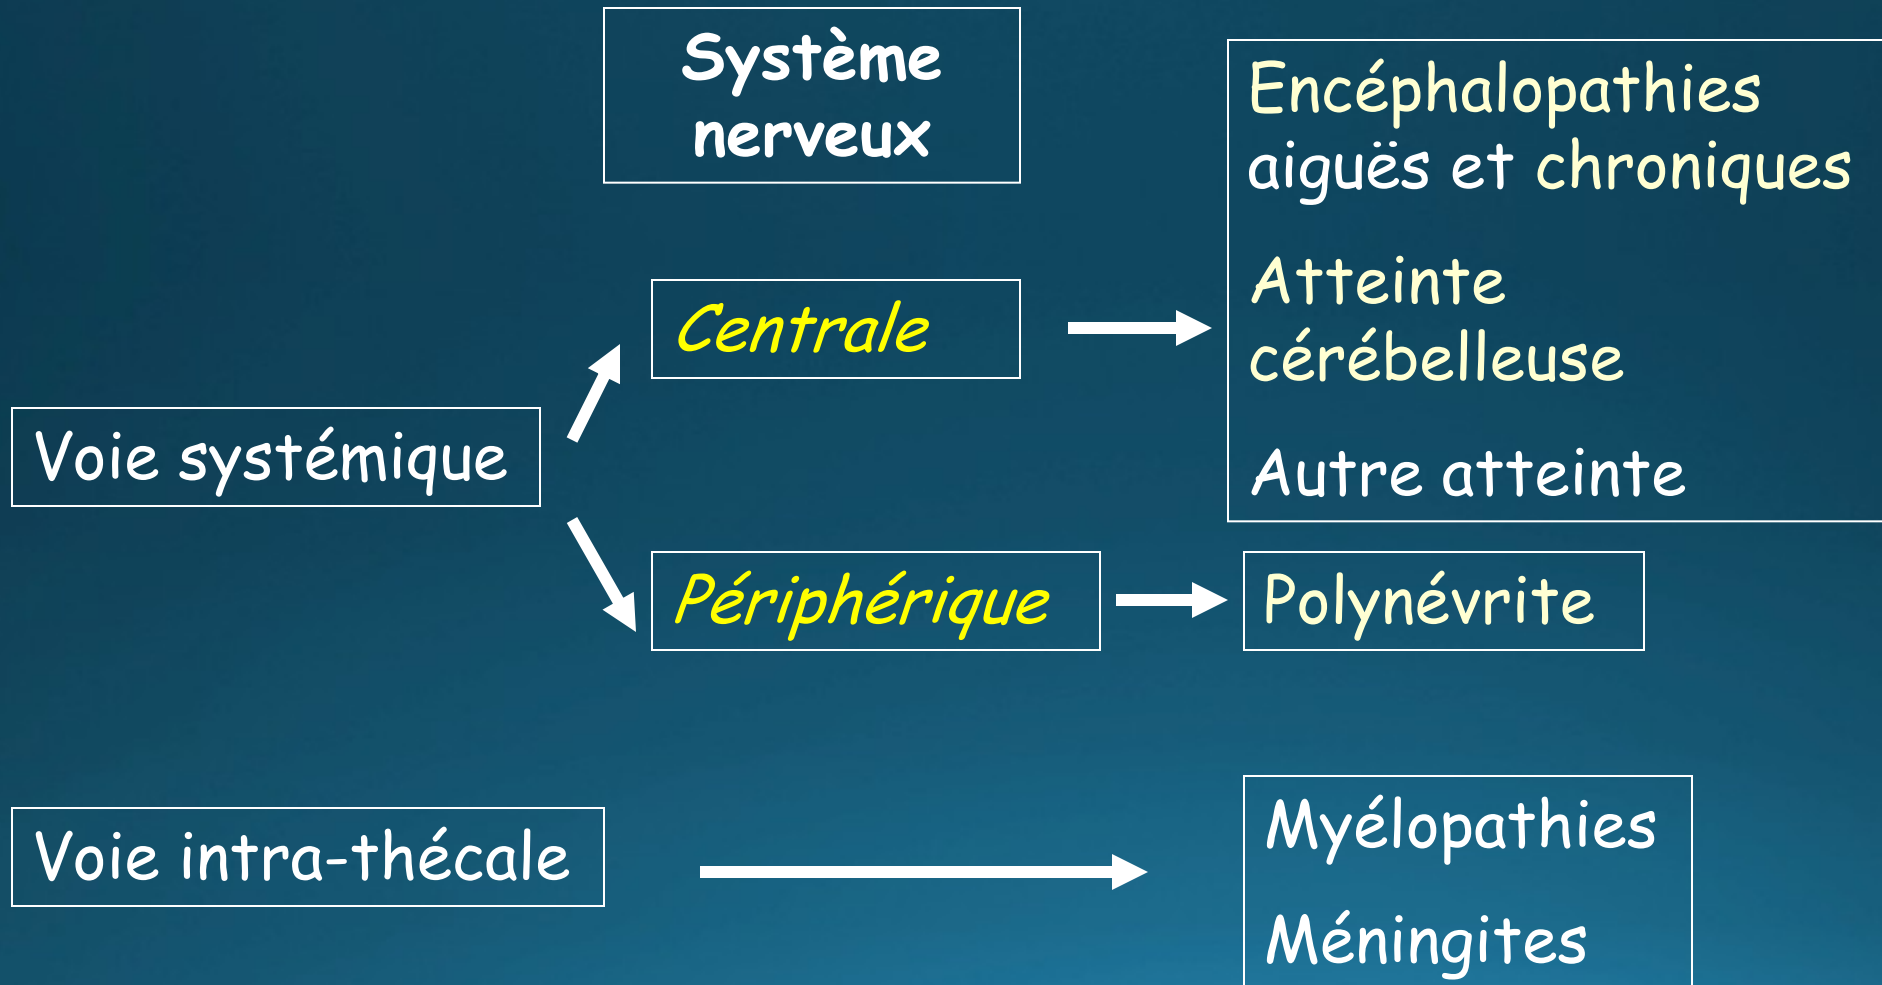 Système
nerveux
Encéphalopathies
aiguës et chroniques
Atteinte
cérébelleuse
Autre atteinte
Centrale
Voie systémique
Périphérique
Polynévrite
Voie intra-thécale
Myélopathies
Méningites